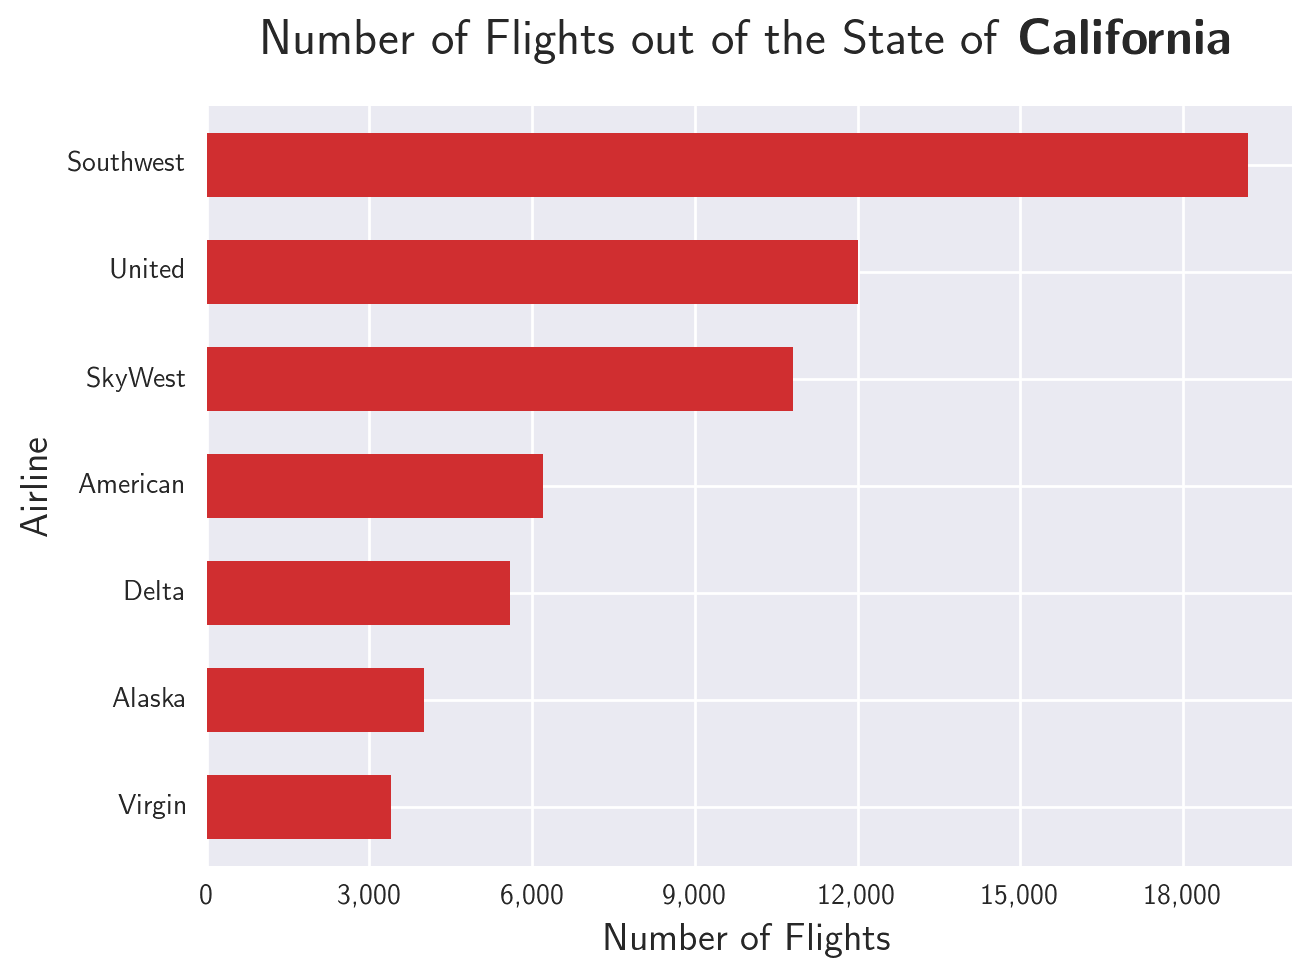 Number of Flights out of the State of California
Southwest
United
SkyWest
American
Delta
Alaska
Virgin
Airline
0 3,000 6,000 9,000 12,000 15,000 18,000
Number of Flights